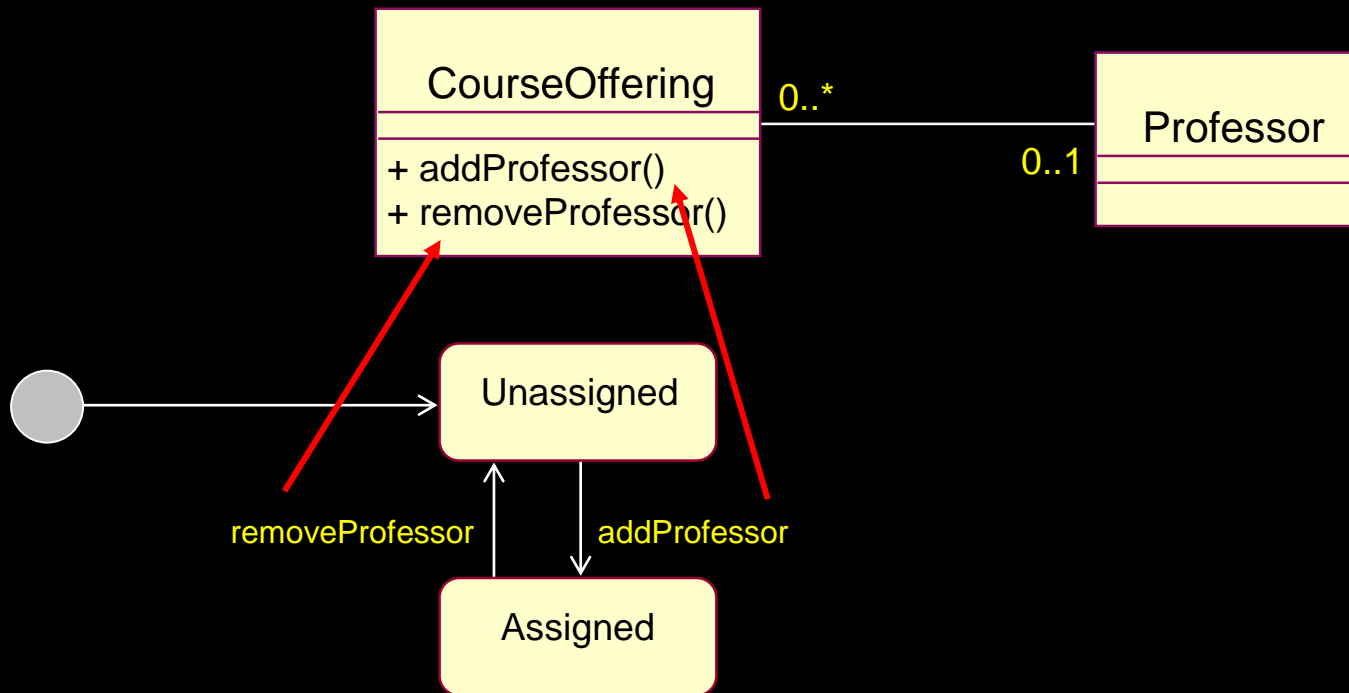 CourseOffering
0..*
Professor
0..1
+ addProfessor()
+ removeProfessor()
Unassigned
removeProfessor
addProfessor
Assigned